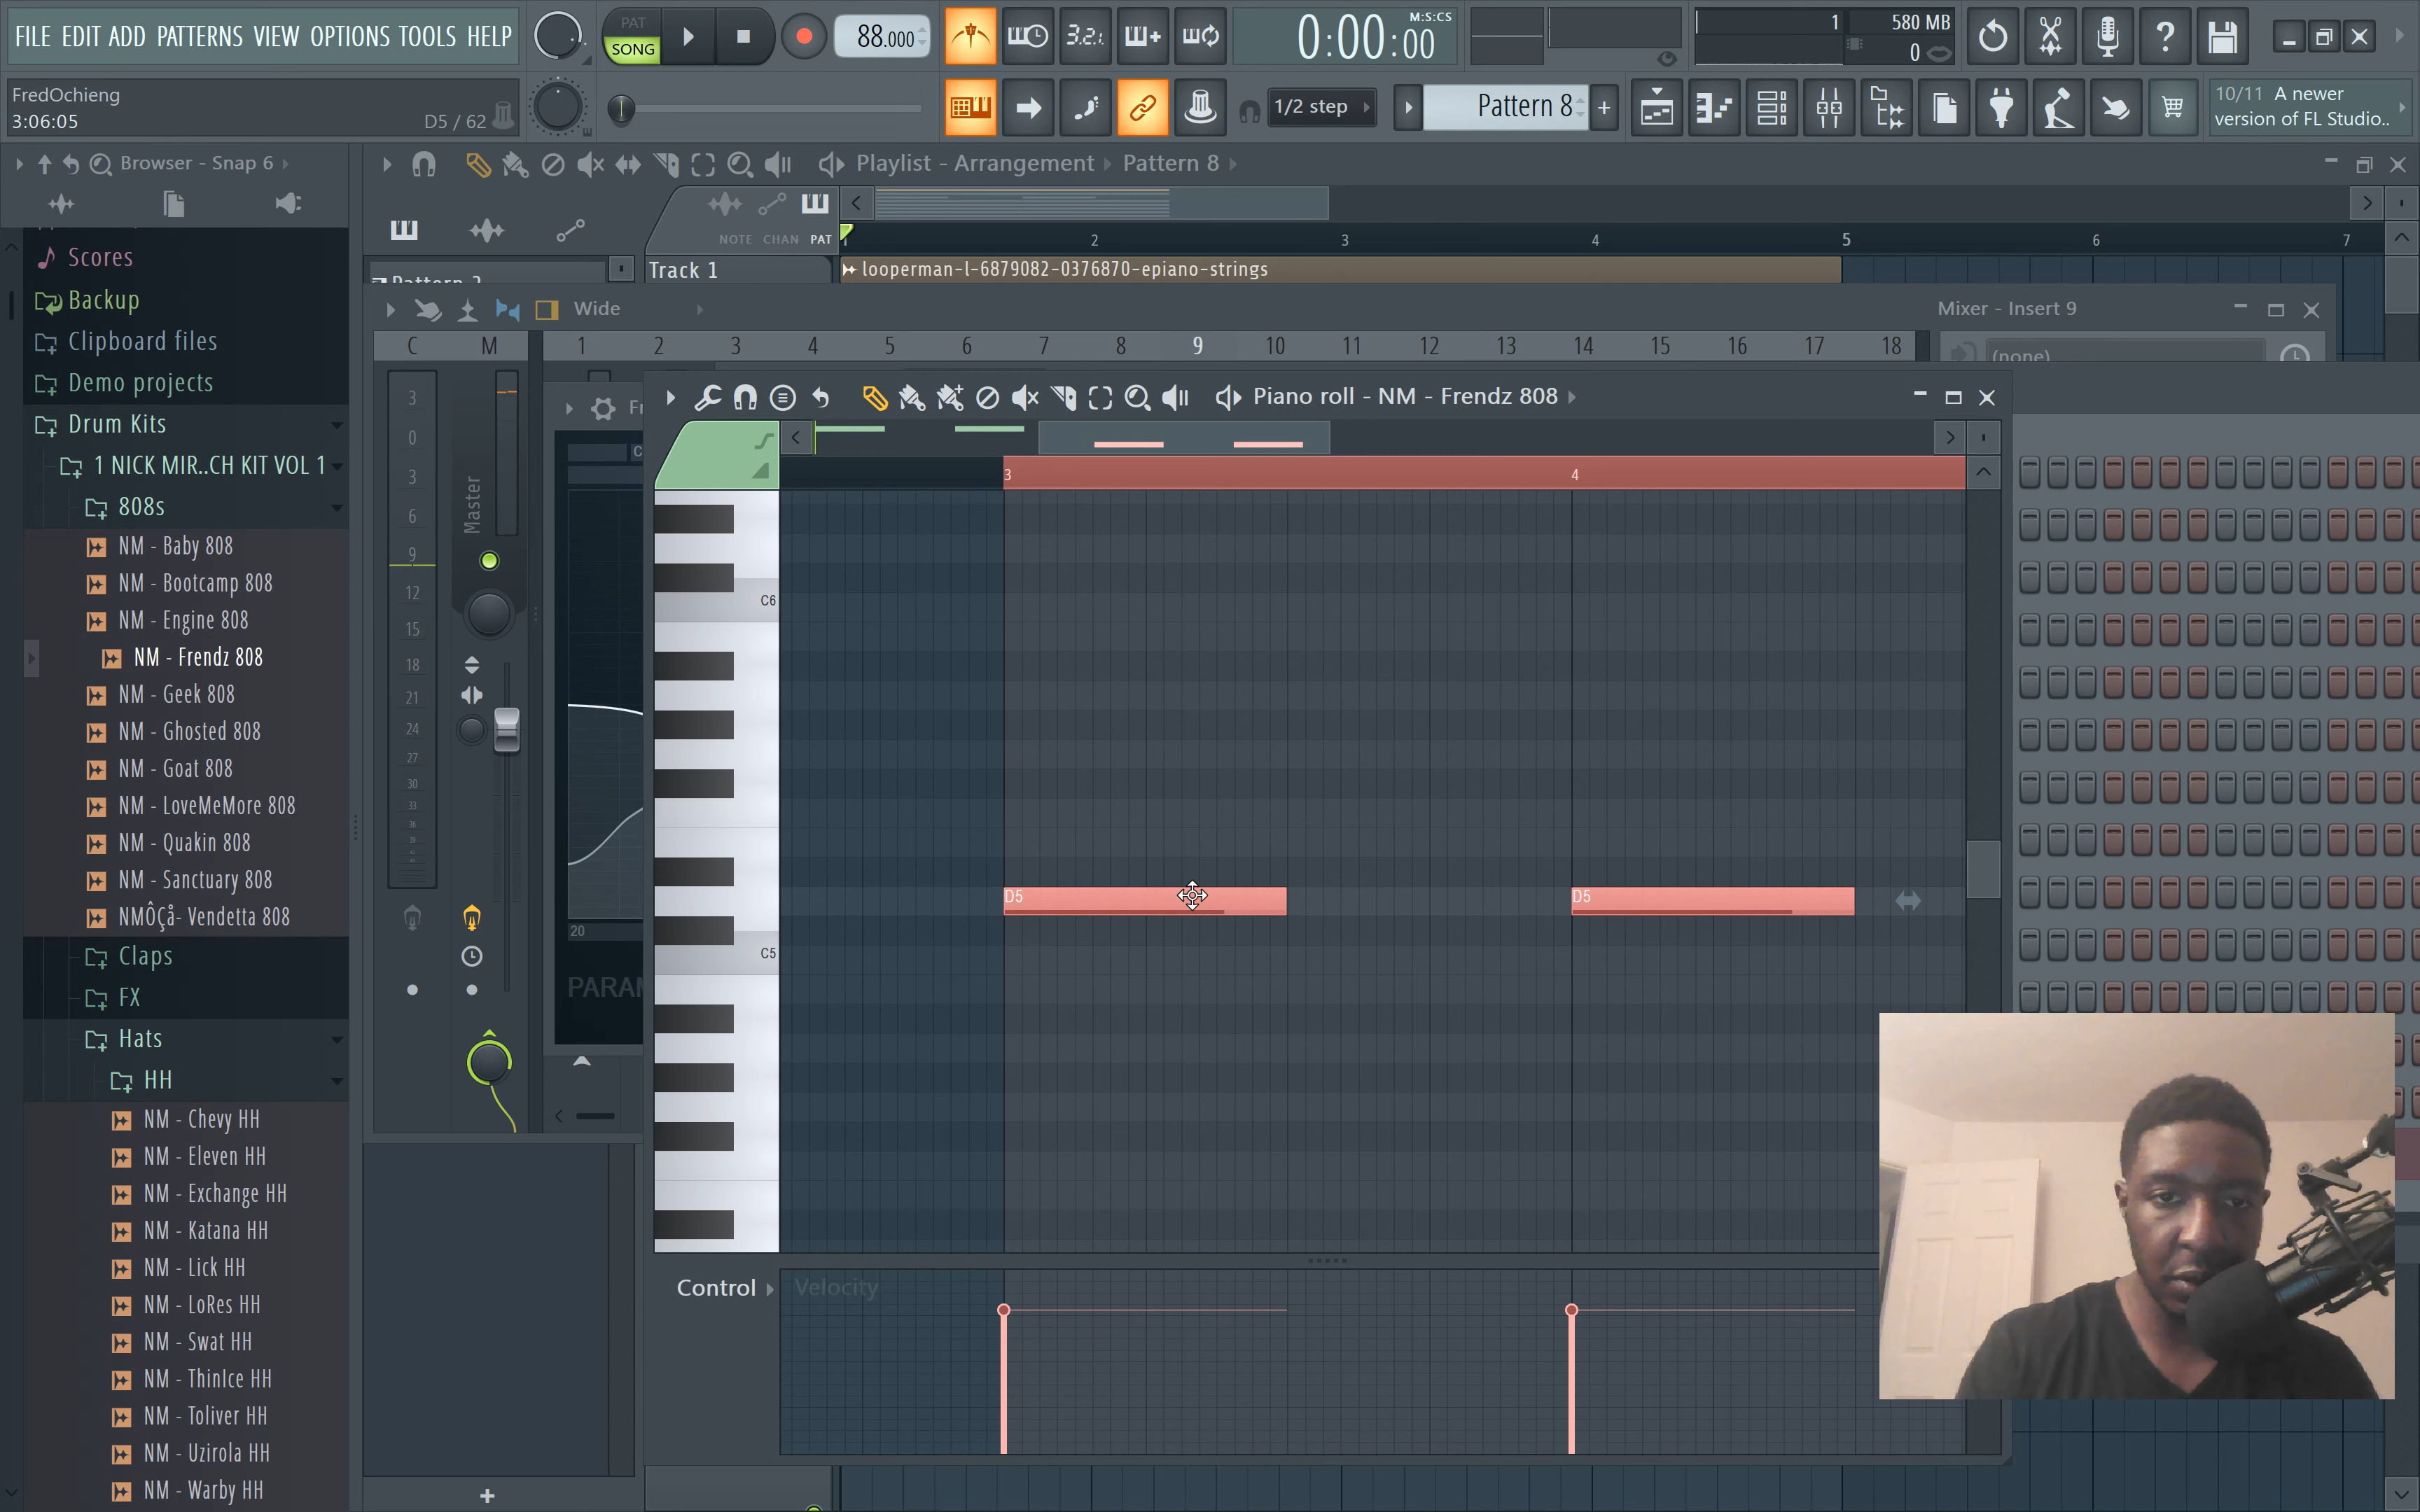 FILE EDIT ADD PATTERNS VIEW OPTIONS TOOLS HELP
PAT
SONG
88.000
3.2.
0:00:00
M:S:CS
1
580 MB
0
FredOchieng
3:06:05
D5 / 62
1/2 step
Pattern 8
+
10/11 A newer
version of FL Studio..
Browser - Snap 6
Playlist - Arrangement
Pattern 8
NOTE CHAN PAT
2 3 4 5 6 7
Track 1
looperman-l-6879082-0376870-epiano-strings
Scores
Backup
Clipboard files
Demo projects
Drum Kits
1 NICK MIR..CH KIT VOL 1
808s
NM - Baby 808
NM - Bootcamp 808
NM - Engine 808
NM - Frendz 808
NM - Geek 808
NM - Ghosted 808
NM - Goat 808
NM - LoveMeMore 808
NM - Quakin 808
NM - Sanctuary 808
NMÔÇå- Vendetta 808
Claps
FX
Hats
HH
NM - Chevy HH
NM - Eleven HH
NM - Exchange HH
NM - Katana HH
NM - Lick HH
NM - LoRes HH
NM - Swat HH
NM - ThinIce HH
NM - Toliver HH
NM - Uzirola HH
NM - Warby HH
Wide
Mixer - Insert 9
C M 1 2 3 4 5 6 7 8 9 10 11 12 13 14 15 16 17 18
(none)
3
0
3
6
9
12
15
18
21
24
27
30
33
Master
20
Piano roll - NM - Frendz 808
3 4
C6
D5 D5
C5
Control
Velocity
+